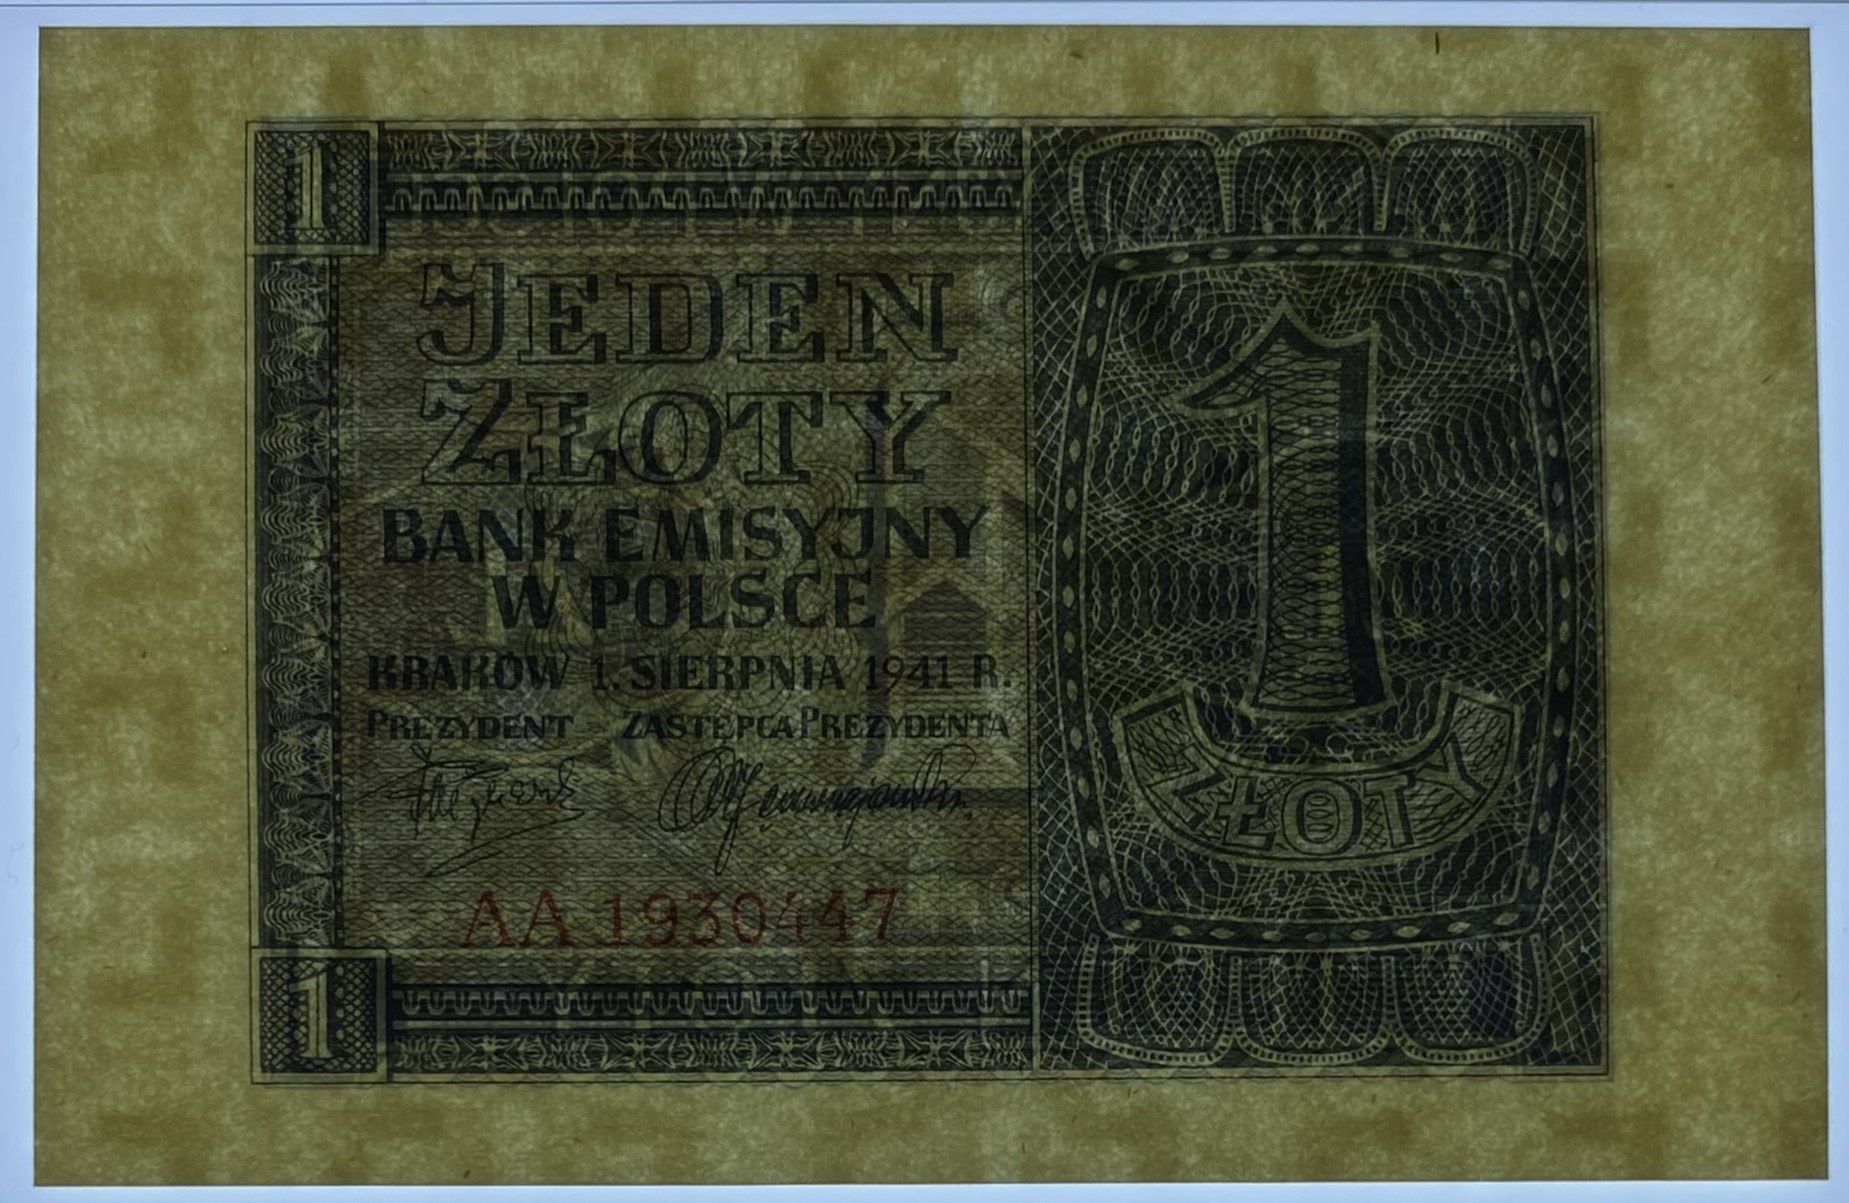 1
JEDEN
ZŁOTY
BANK EMISYJNY
W POLSCE
KRAKÓW 1. SIERPNIA 1941 R.
PREZYDENT ZASTĘPCA PREZYDENTA
AA 1930447
1
1
ZŁOTY